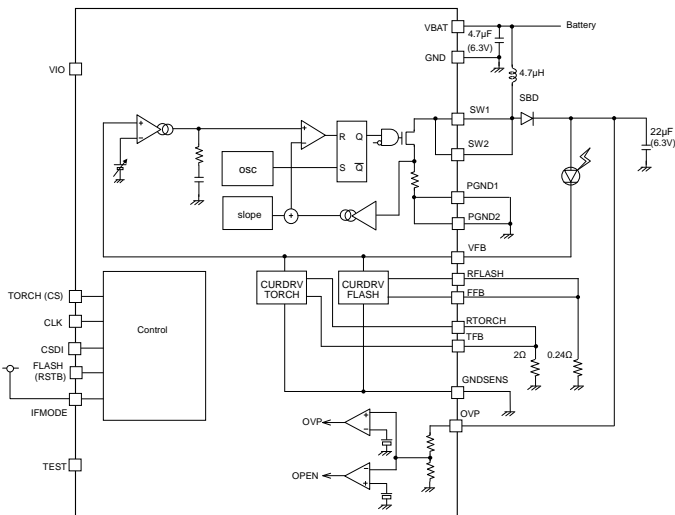 VBAT
Battery
4.7µF
(6.3V)
GND
VIO
4.7µH
SBD
SW1
SW2
22µF
(6.3V)
+
−
+
−
R Q
S Q̅
osc
slope
+
PGND1
PGND2
VFB
CURDRV
TORCH
CURDRV
FLASH
RFLASH
FFB
RTORCH
TFB
2Ω
0.24Ω
TORCH (CS)
CLK
CSDI
FLASH
(RSTB)
IFMODE
Control
GNDSENS
OVP
OVP
+
−
OPEN
−
+
TEST